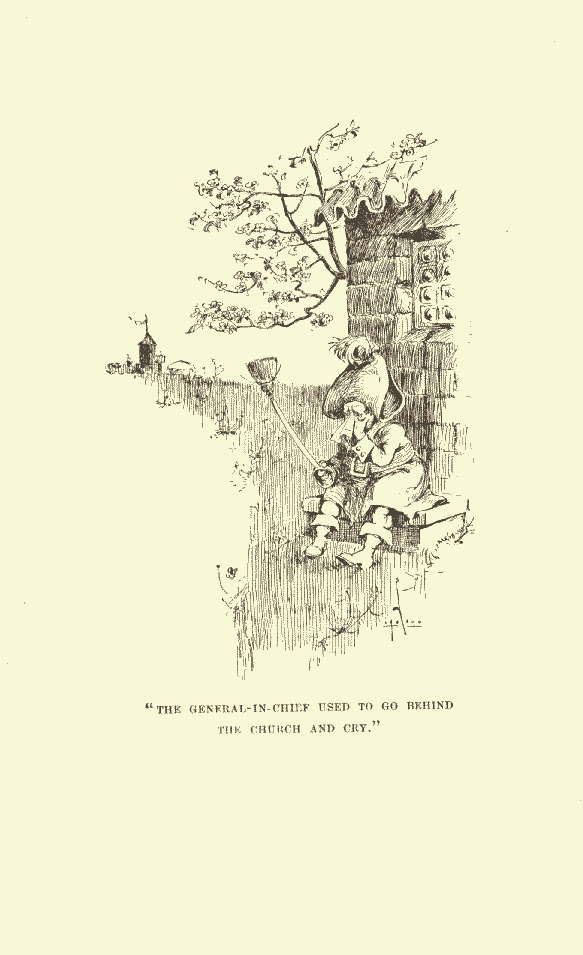 “THE GENERAL-IN-CHIEF USED TO GO BEHIND
THE CHURCH AND CRY.”